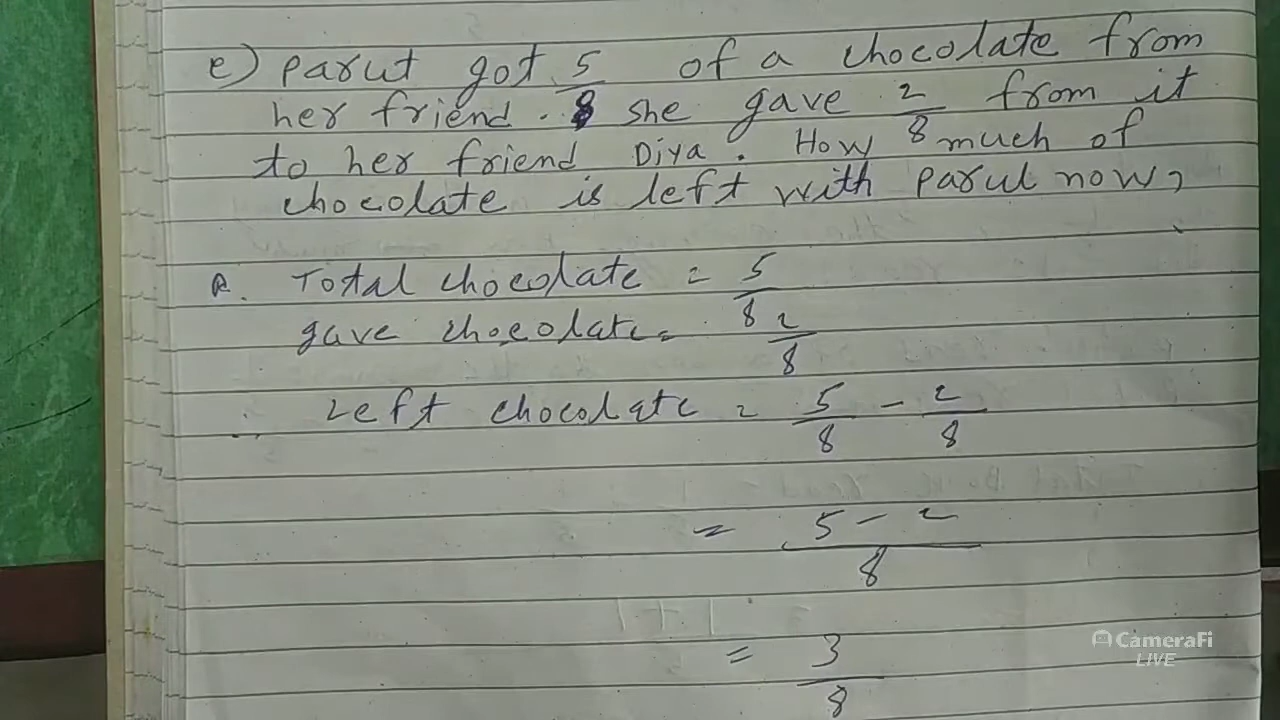 e) Parut got 5/8 of a chocolate from
her friend. she gave 2/8 from it
to her friend Diya. How much of
chocolate is left with parul now,
A. Total chocolate = 5/8
gave chocolate = 2/8
∴ Left chocolate = 5/8 - 2/8
= 5-2/8
= 3/8
CameraFi
LIVE